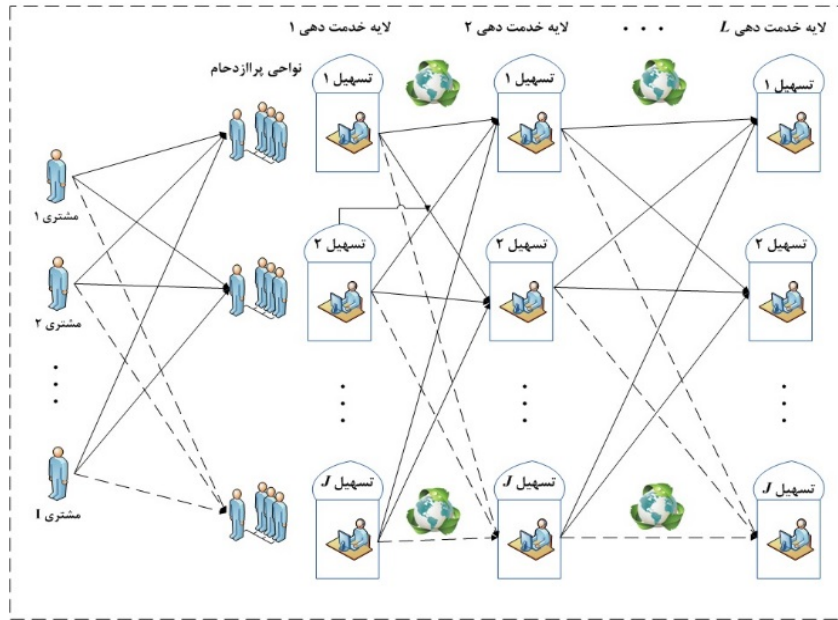 لایه خدمت دهی ۱
لایه خدمت دهی ۲
. . .
لایه خدمت دهی L
نواحی پراازدحام
تسهیل ۱
تسهیل ۱
تسهیل ۱
مشتری ۱
تسهیل ۲
تسهیل ۲
تسهیل ۲
مشتری ۲
تسهیل J
تسهیل J
تسهیل J
مشتری I